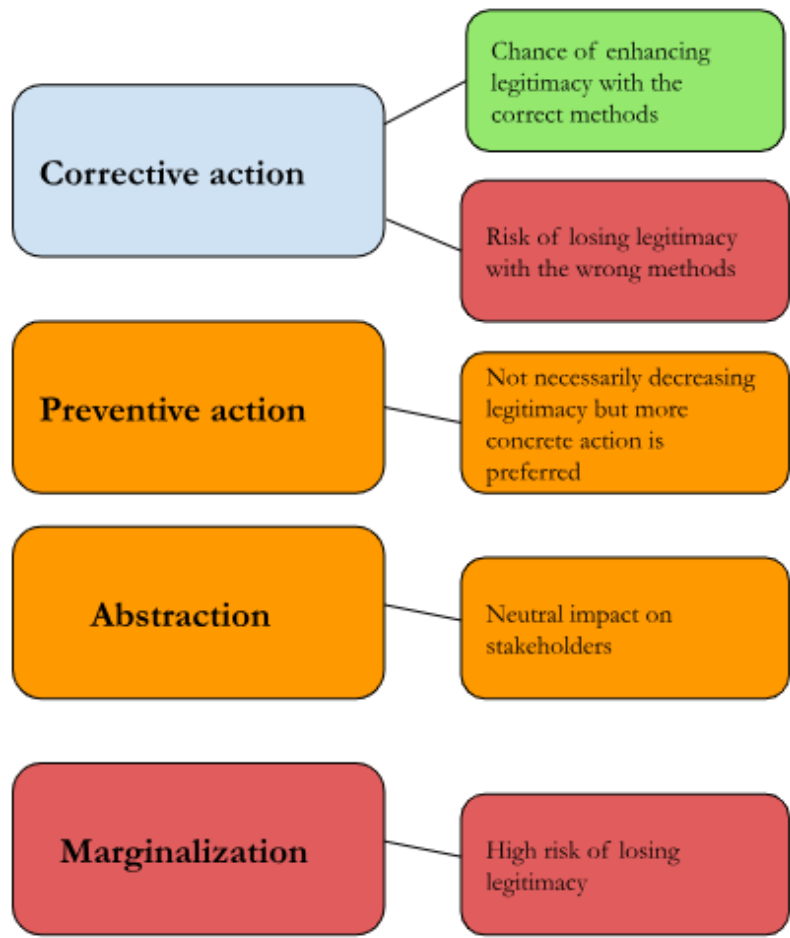 Corrective action
Chance of enhancing
legitimacy with the
correct methods
Risk of losing legitimacy
with the wrong methods
Preventive action
Not necessarily decreasing
legitimacy but more
concrete action is
preferred
Abstraction
Neutral impact on
stakeholders
Marginalization
High risk of losing
legitimacy